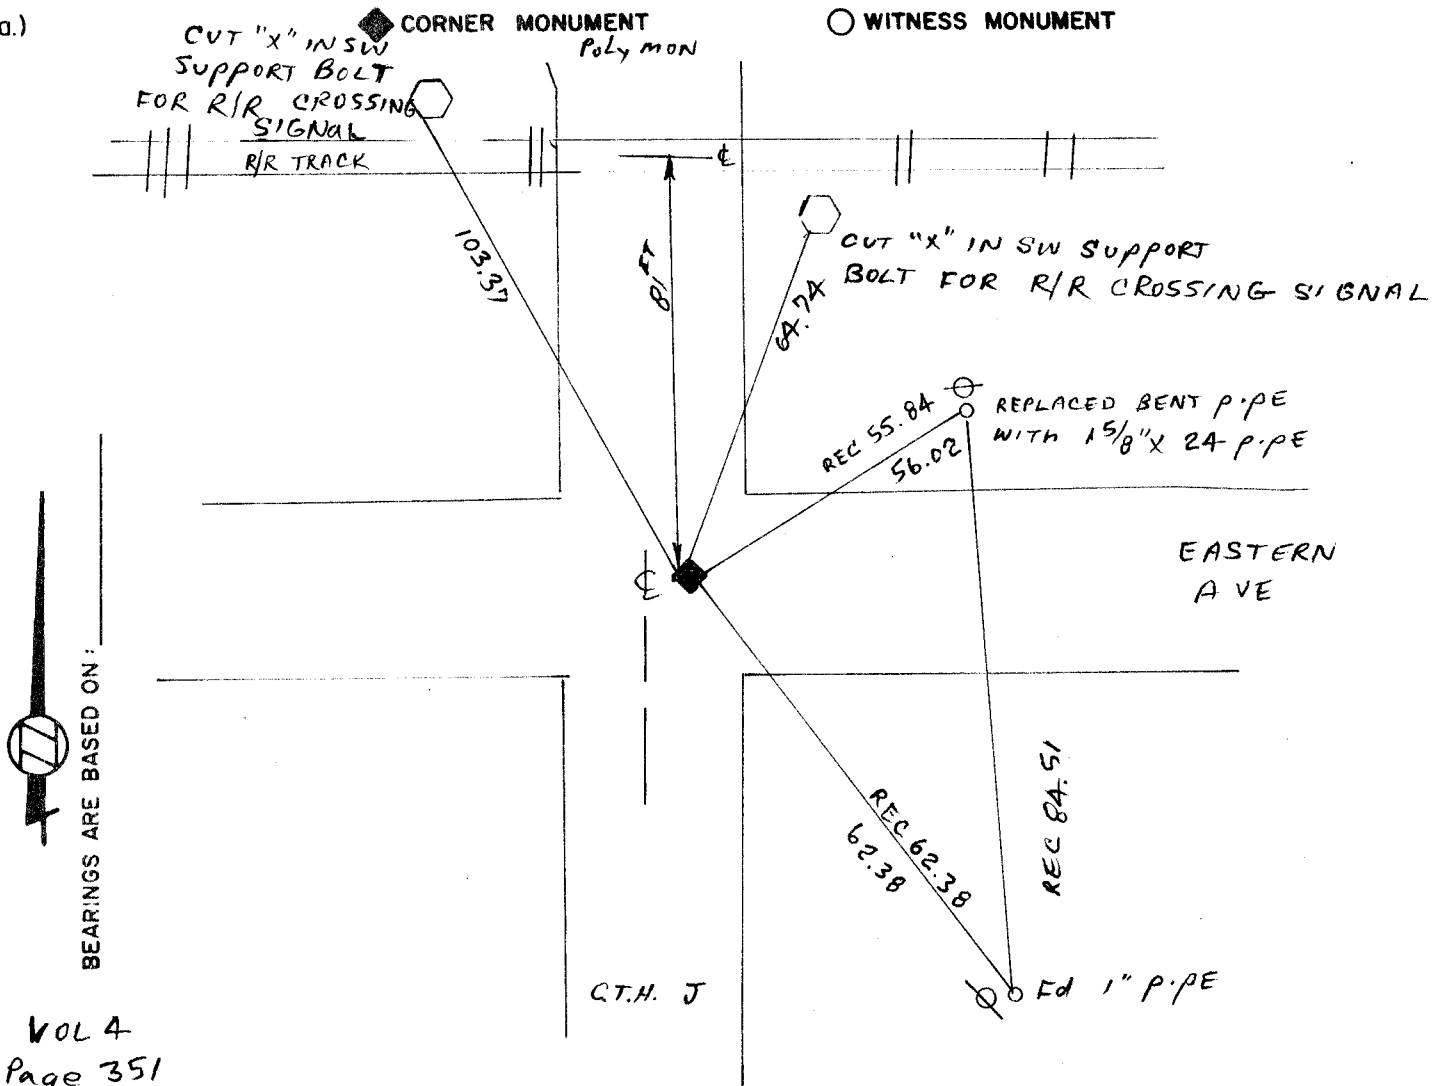 a.)
CORNER MONUMENT
WITNESS MONUMENT
Poly MON
CUT "X" IN SW
SUPPORT BOLT
FOR R/R CROSSING
SIGNAL
R/R TRACK
℄
103.37
81 FT
64.74
CUT "X" IN SW SUPPORT
BOLT FOR R/R CROSSING SIGNAL
REC 55.84
56.02
REPLACED BENT PIPE
WITH 1 5/8" X 24 PIPE
EASTERN
AVE
℄
BEARINGS ARE BASED ON:
REC 84.51
REC 62.38
62.38
C.T.H. J
Fd 1" PIPE
VOL 4
Page 351